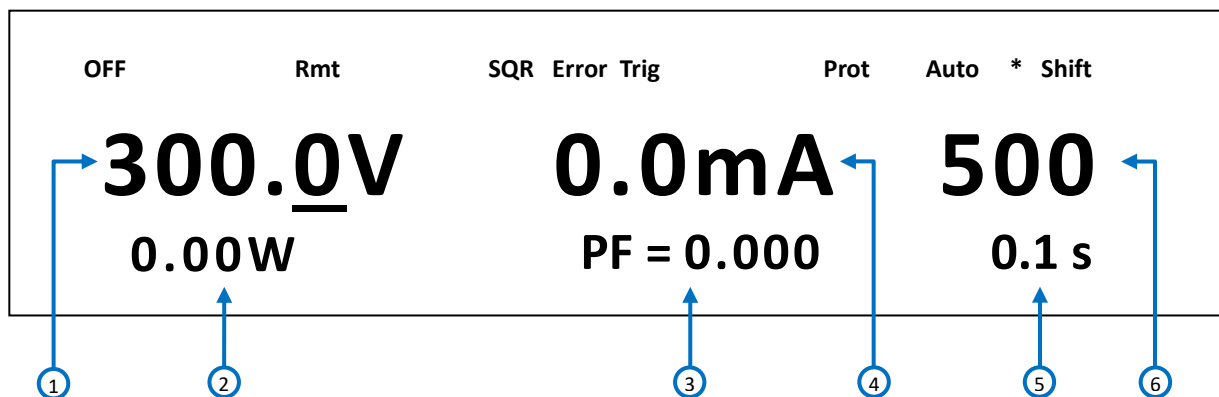 OFF Rmt SQR Error Trig Prot Auto * Shift
300.0V 0.0mA 500
0.00W PF = 0.000 0.1 s
1 2 3 4 5 6